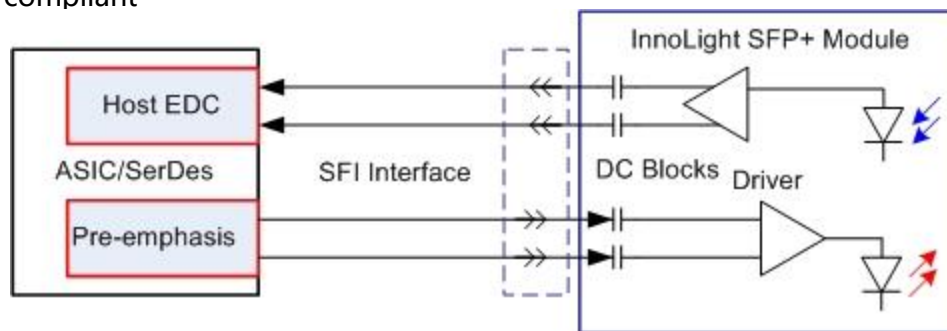 compliant
InnoLight SFP+ Module
Host EDC
ASIC/SerDes
SFI Interface
DC Blocks
Driver
Pre-emphasis